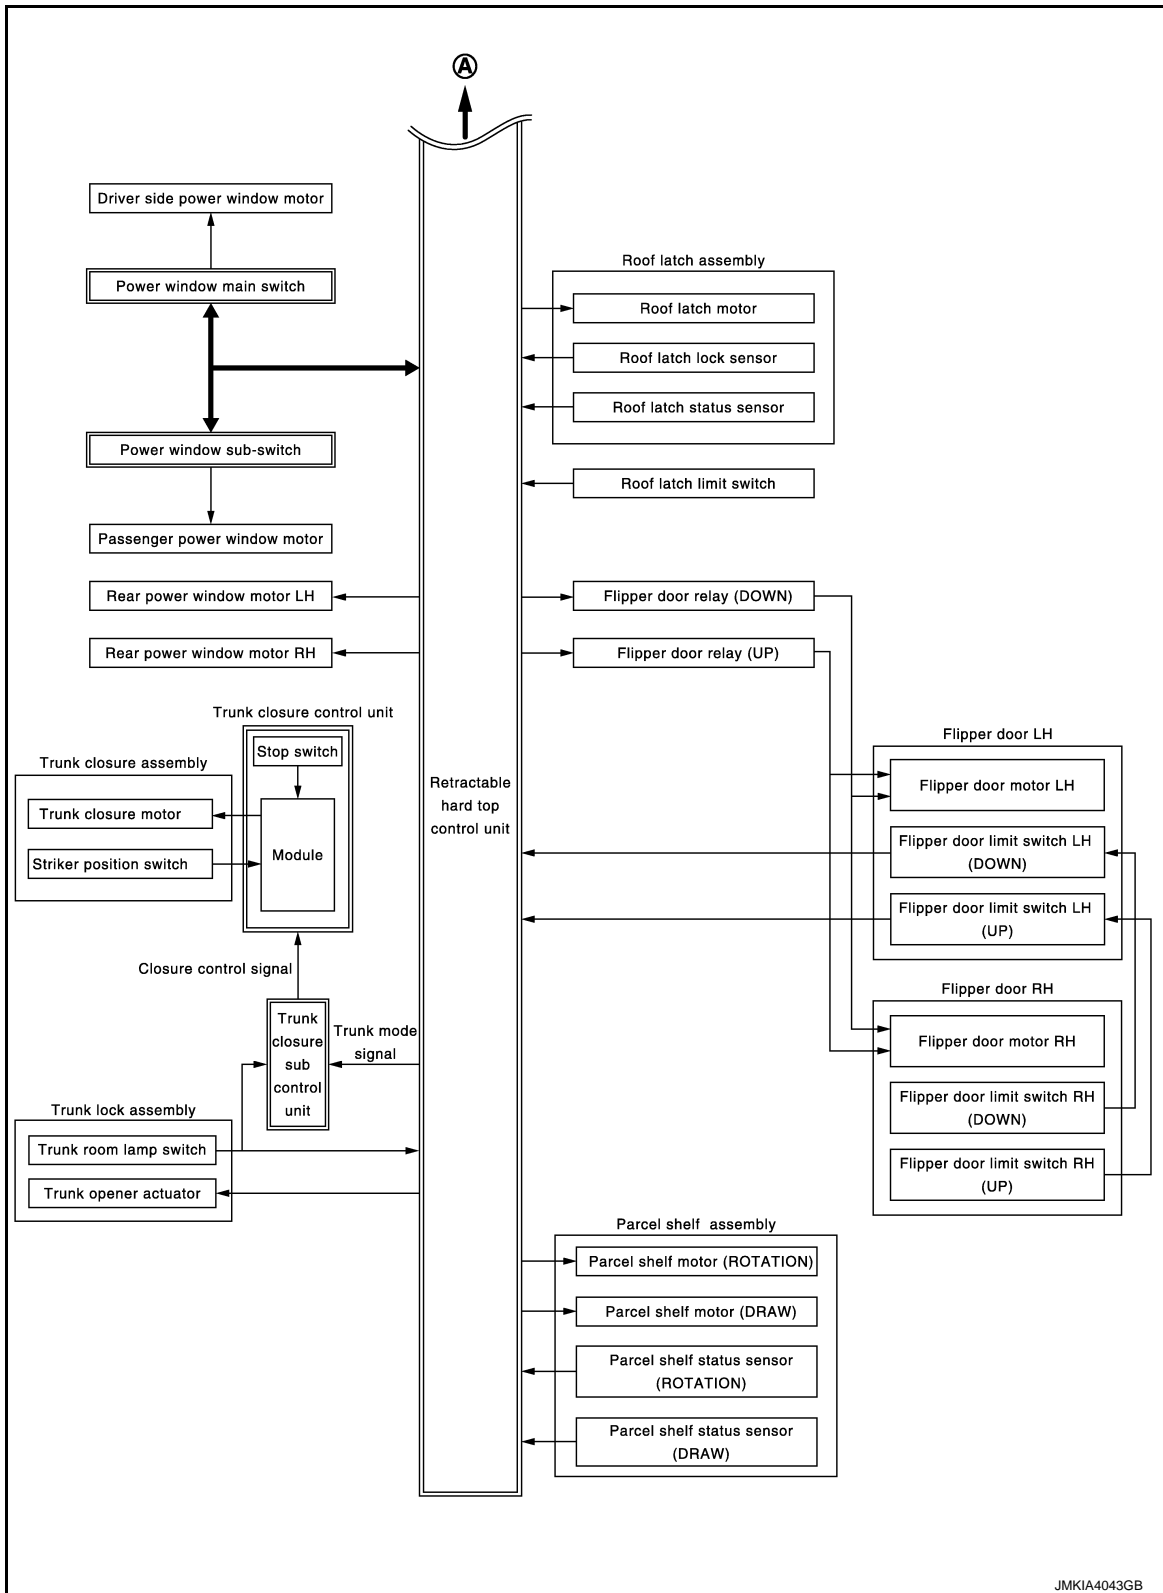 A
Driver side power window motor
Power window main switch
Power window sub-switch
Passenger power window motor
Rear power window motor LH
Rear power window motor RH
Trunk closure control unit
Stop switch
Trunk closure assembly
Trunk closure motor
Striker position switch
Module
Closure control signal
Trunk
closure
sub
control
unit
Trunk mode
signal
Trunk lock assembly
Trunk room lamp switch
Trunk opener actuator
Retractable
hard top
control unit
Roof latch assembly
Roof latch motor
Roof latch lock sensor
Roof latch status sensor
Roof latch limit switch
Flipper door relay (DOWN)
Flipper door relay (UP)
Flipper door LH
Flipper door motor LH
Flipper door limit switch LH
(DOWN)
Flipper door limit switch LH
(UP)
Flipper door RH
Flipper door motor RH
Flipper door limit switch RH
(DOWN)
Flipper door limit switch RH
(UP)
Parcel shelf assembly
Parcel shelf motor (ROTATION)
Parcel shelf motor (DRAW)
Parcel shelf status sensor
(ROTATION)
Parcel shelf status sensor
(DRAW)
JMKIA4043GB